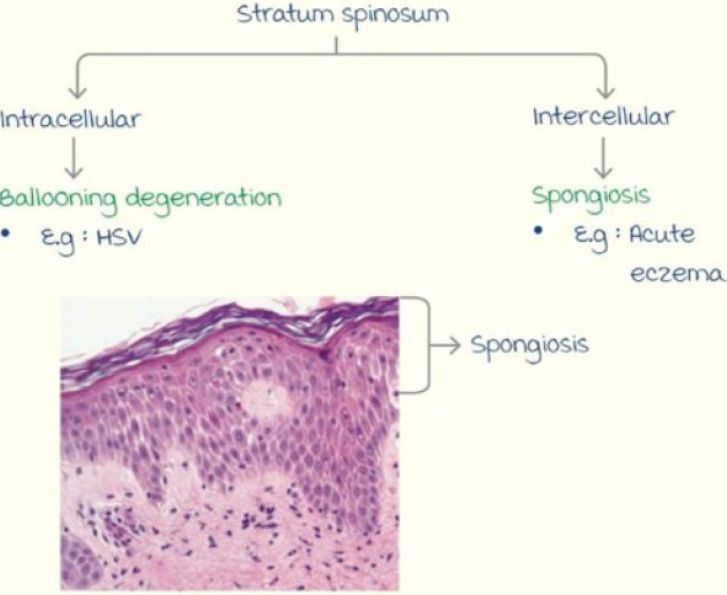 Stratum spinosum
Intracellular
Intercellular
Ballooning degeneration
Spongiosis
• E.g : HSV
• E.g : Acute
eczema
Spongiosis